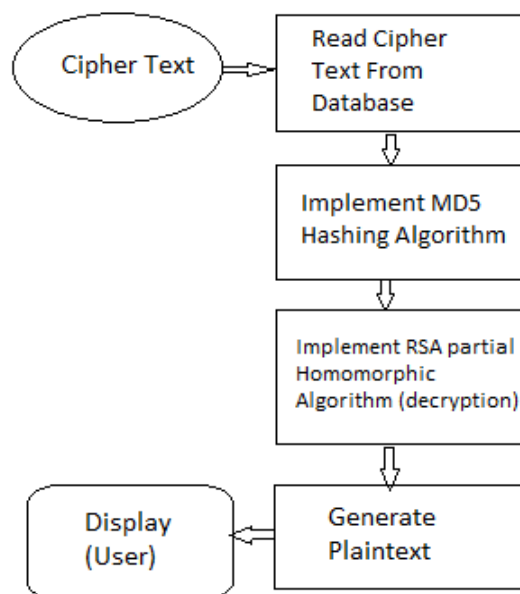 Cipher Text
Read Cipher
Text From
Database
Implement MD5
Hashing Algorithm
Implement RSA partial
Homomorphic
Algorithm (decryption)
Generate
Plaintext
Display
(User)